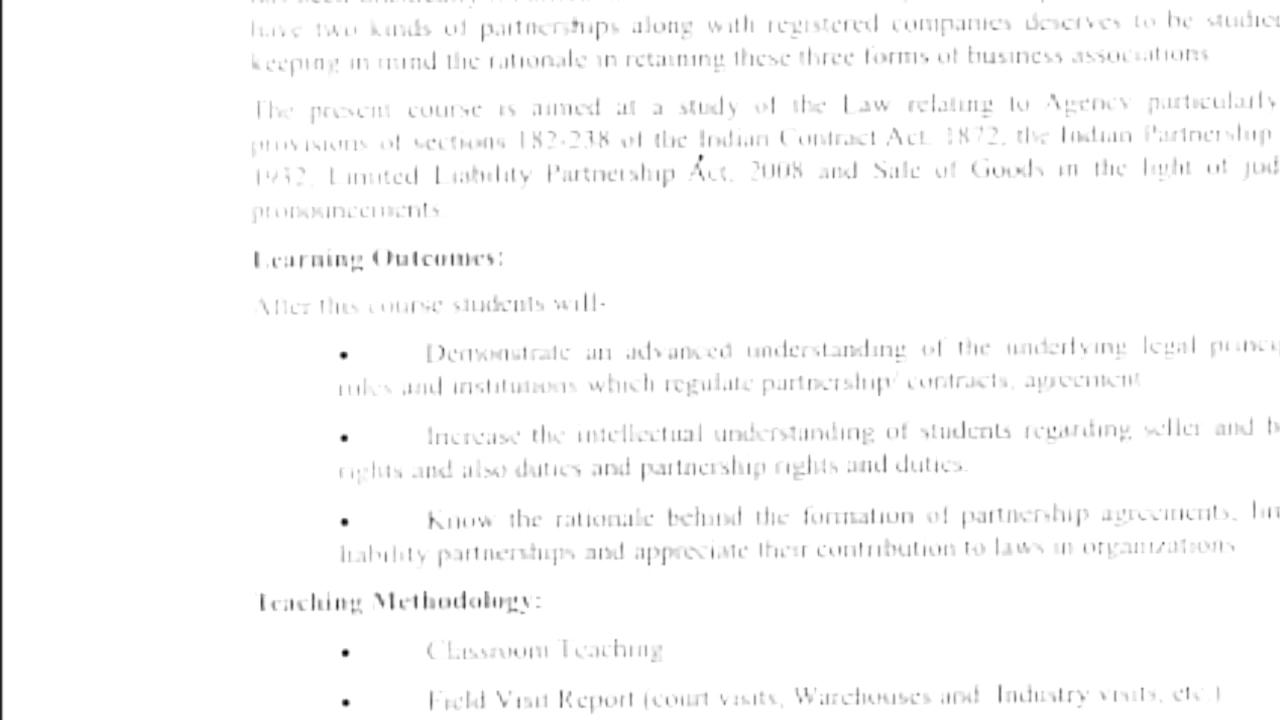 have two kinds of partnerships along with registered companies deserves to be
keeping in mind the rationale in retaining these three forms of business associations
The present course is aimed at a study of the Law relating to Agency particularly
provisions of sections 182-238 of the Indian Contract Act, 1872, the Indian Partnership
1932, Limited Liability Partnership Act, 2008 and Sale of Goods in the light of
pronouncements
Learning Outcomes:
After this course students will-
• Demonstrate an advanced understanding of the underlying legal
rules and institutions which regulate partnership/ contracts, agreement
• Increase the intellectual understanding of students regarding seller and
rights and also duties and partnership rights and duties.
• Know the rationale behind the formation of partnership agreements,
liability partnerships and appreciate their contribution to laws in organizations
Teaching Methodology:
• Classroom Teaching
• Field Visit Report (court visits, Warehouses and Industry visits, etc.)